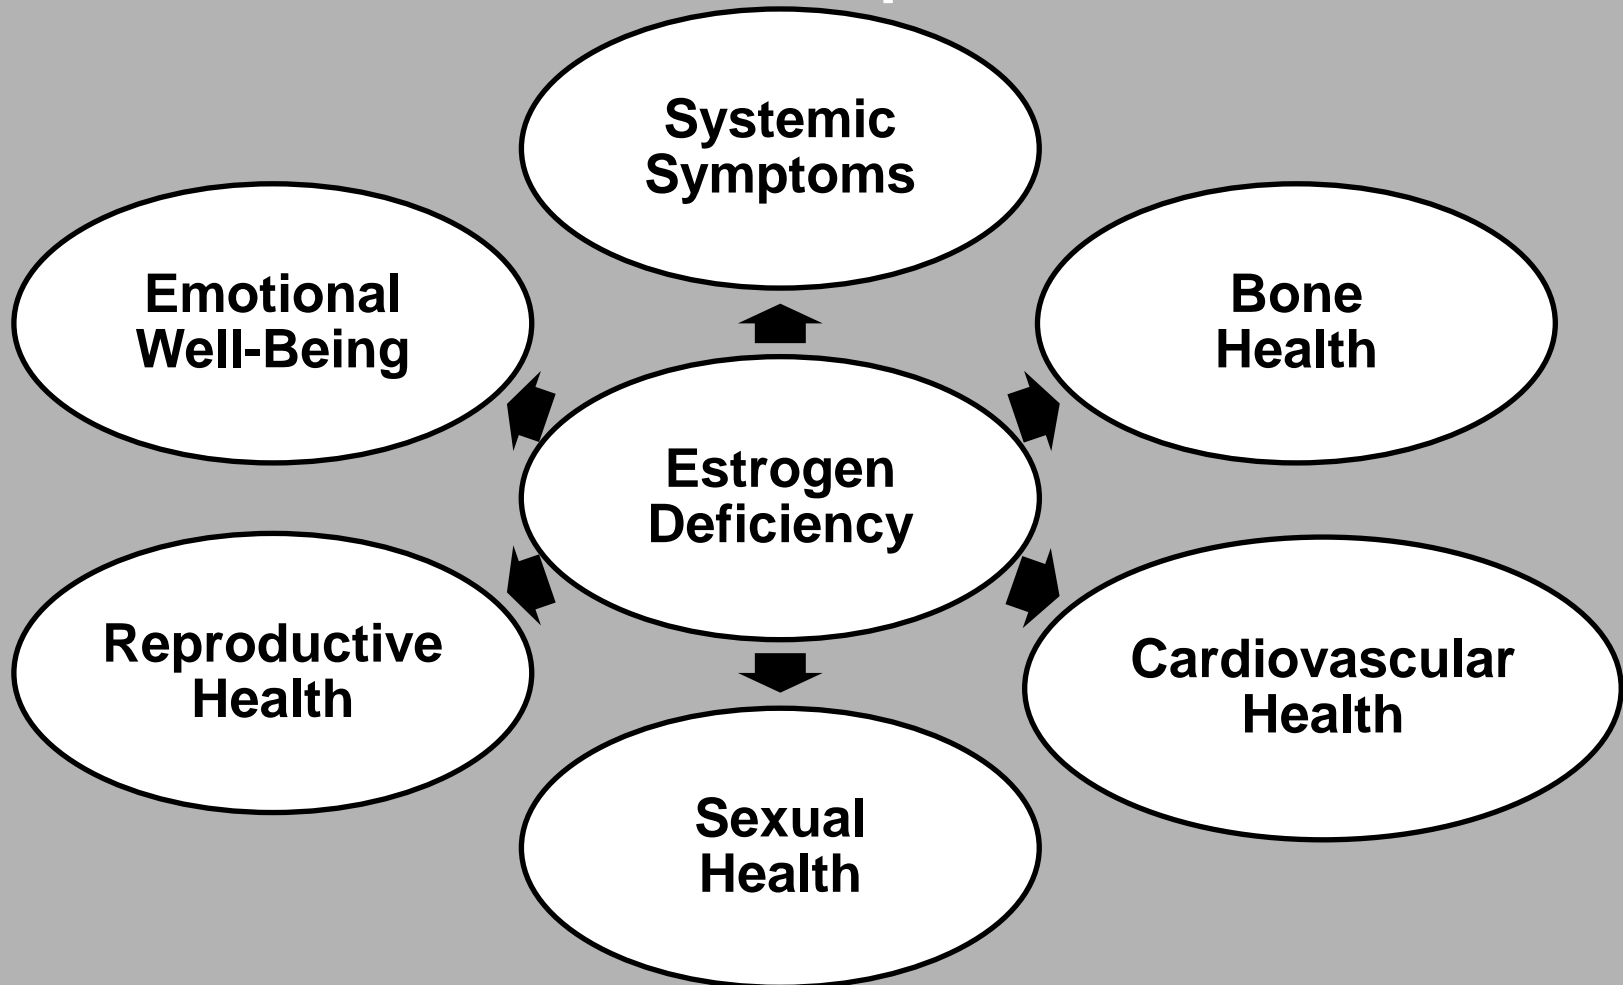 Systemic
Symptoms
Emotional
Well-Being
Bone
Health
Estrogen
Deficiency
Reproductive
Health
Cardiovascular
Health
Sexual
Health